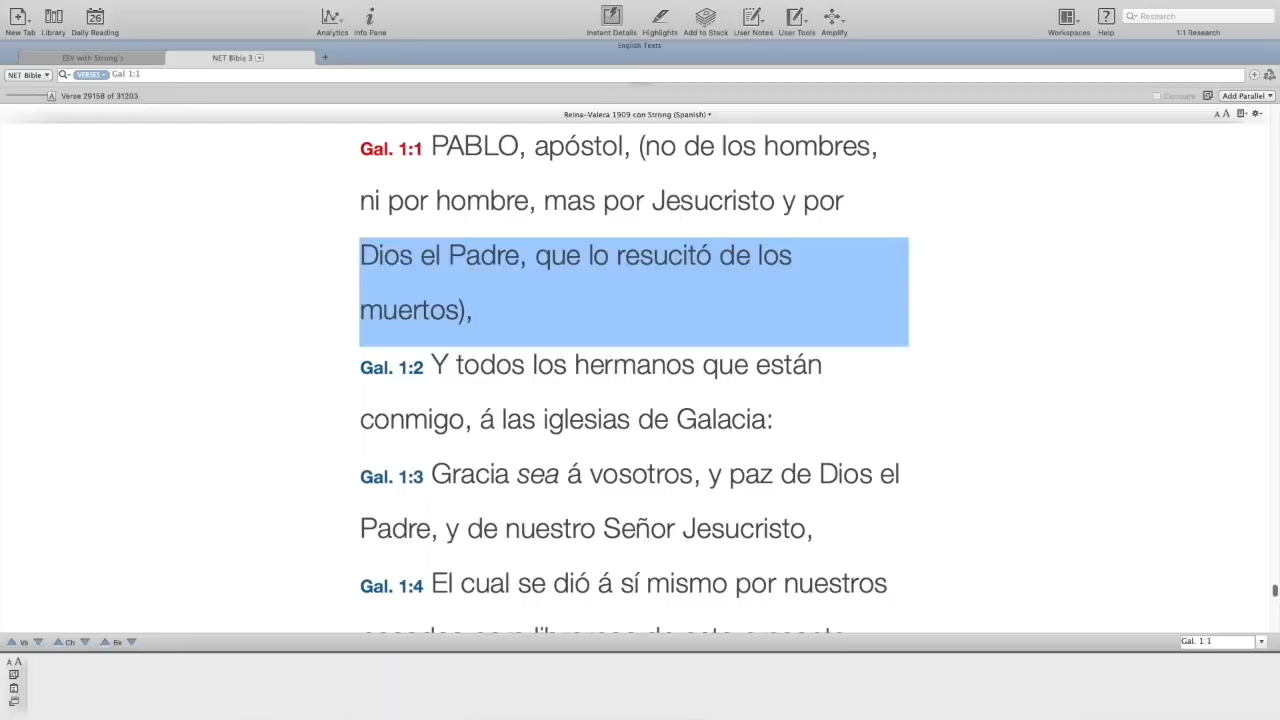 New Tab Library Daily Reading Analytics Info Pane Instant Details Highlights Add to Stack User Notes User Tools Amplify Workspaces Help Research
26
1:1 Research
English Texts
ESV with Strong's NET Bible 3
NET Bible VERSES Gal 1:1
Verse 29158 of 31203 Compare Add Parallel
Reina-Valera 1909 con Strong (Spanish)
Gal. 1:1 PABLO, apóstol, (no de los hombres,
ni por hombre, mas por Jesucristo y por
Dios el Padre, que lo resucitó de los
muertos),
Gal. 1:2 Y todos los hermanos que están
conmigo, á las iglesias de Galacia:
Gal. 1:3 Gracia sea á vosotros, y paz de Dios el
Padre, y de nuestro Señor Jesucristo,
Gal. 1:4 El cual se dió á sí mismo por nuestros
Vs Ch Bk Gal. 1:1